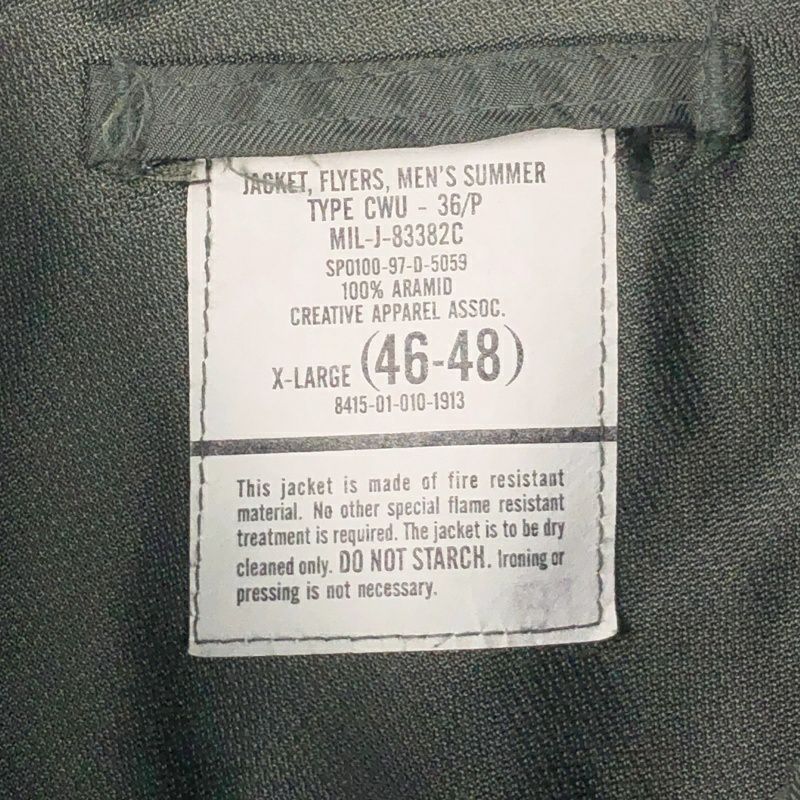 JACKET, FLYERS, MEN'S SUMMER
TYPE CWU - 36/P
MIL-J-83382C
SPO100-97-D-5059
100% ARAMID
CREATIVE APPAREL ASSOC.
X-LARGE (46-48)
8415-01-010-1913
This jacket is made of fire resistant
material. No other special flame resistant
treatment is required. The jacket is to be dry
cleaned only. DO NOT STARCH. Ironing or
pressing is not necessary.